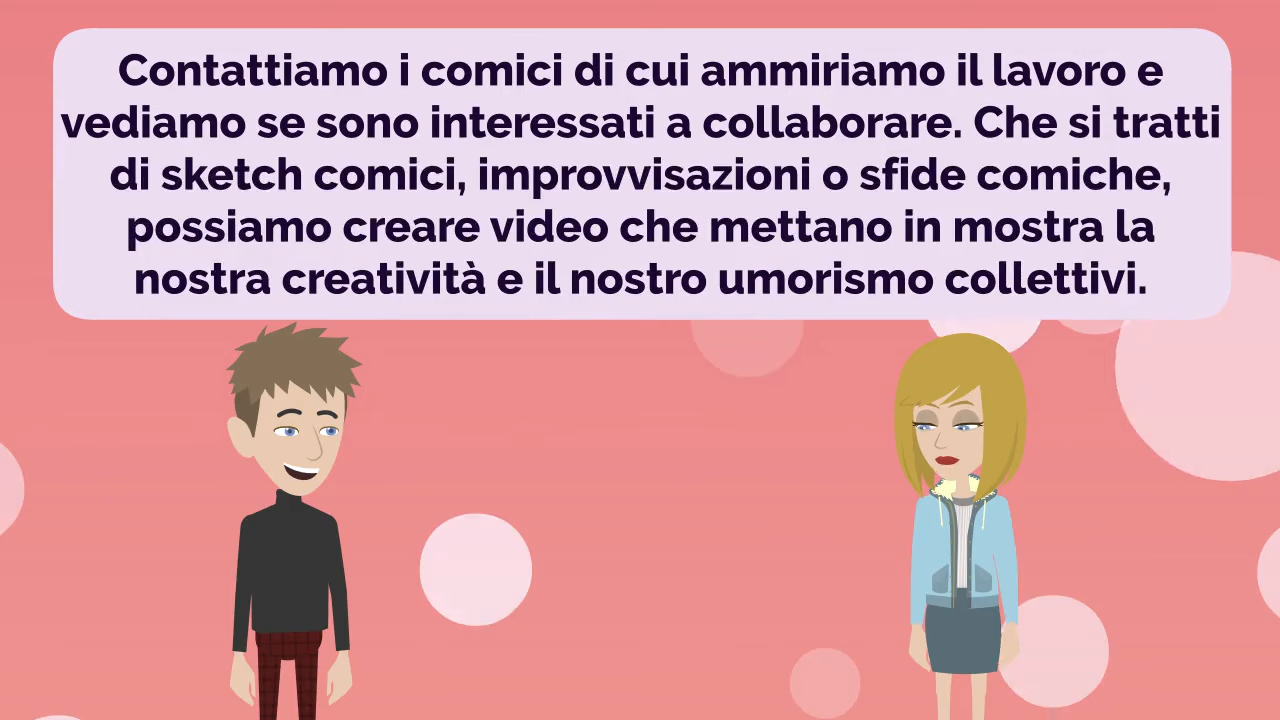 Contattiamo i comici di cui ammiriamo il lavoro e
vediamo se sono interessati a collaborare. Che si tratti
di sketch comici, improvvisazioni o sfide comiche,
possiamo creare video che mettano in mostra la
nostra creatività e il nostro umorismo collettivi.